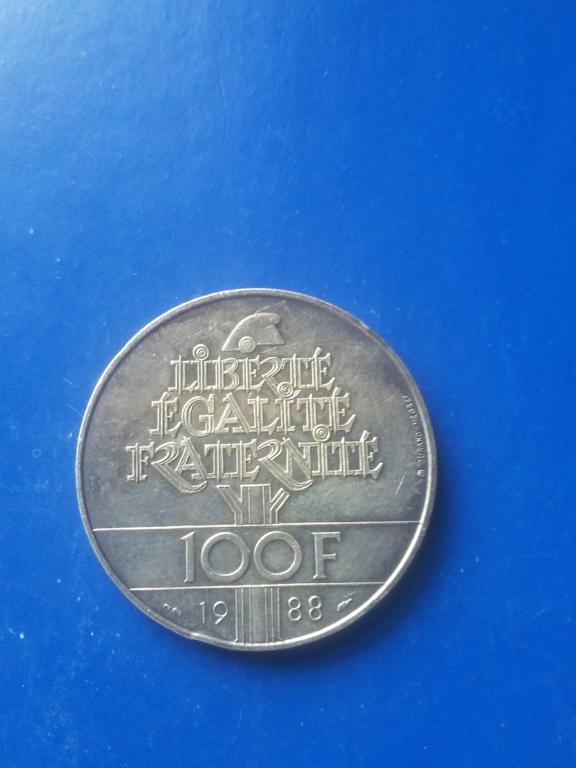 LIBERTÉ
ÉGALITÉ
FRATERNITÉ
100F
19 88